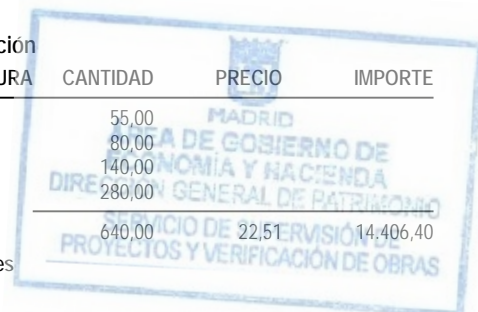 ción
URA CANTIDAD PRECIO IMPORTE
55,00
MADRID
80,00
ÁREA DE GOBIERNO DE
140,00
ECONOMÍA Y HACIENDA
280,00
DIRECCIÓN GENERAL DE PATRIMONIO
640,00 22,51 14.406,40
SERVICIO DE SUPERVISIÓN DE
PROYECTOS Y VERIFICACIÓN DE OBRAS
es